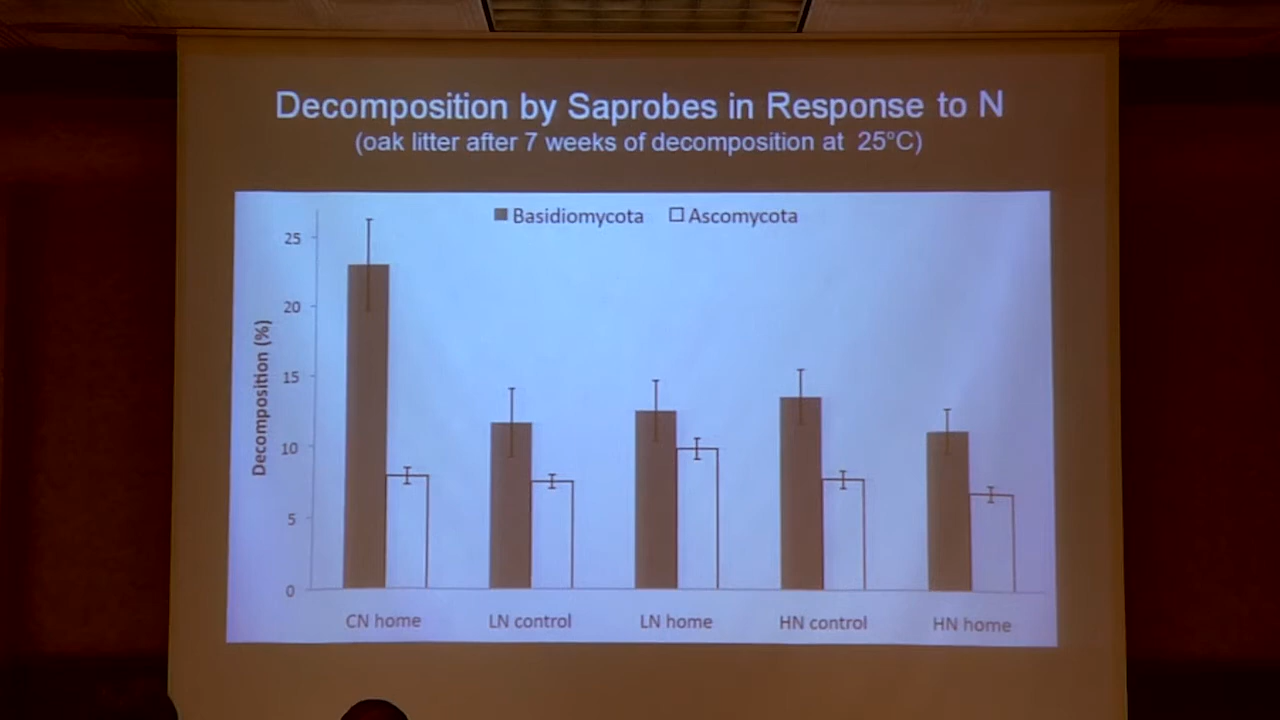 Decomposition by Saprobes in Response to N
(oak litter after 7 weeks of decomposition at 25°C)
Basidiomycota Ascomycota
25
20
15
10
5
0
Decomposition (%)
CN home LN control LN home HN control HN home